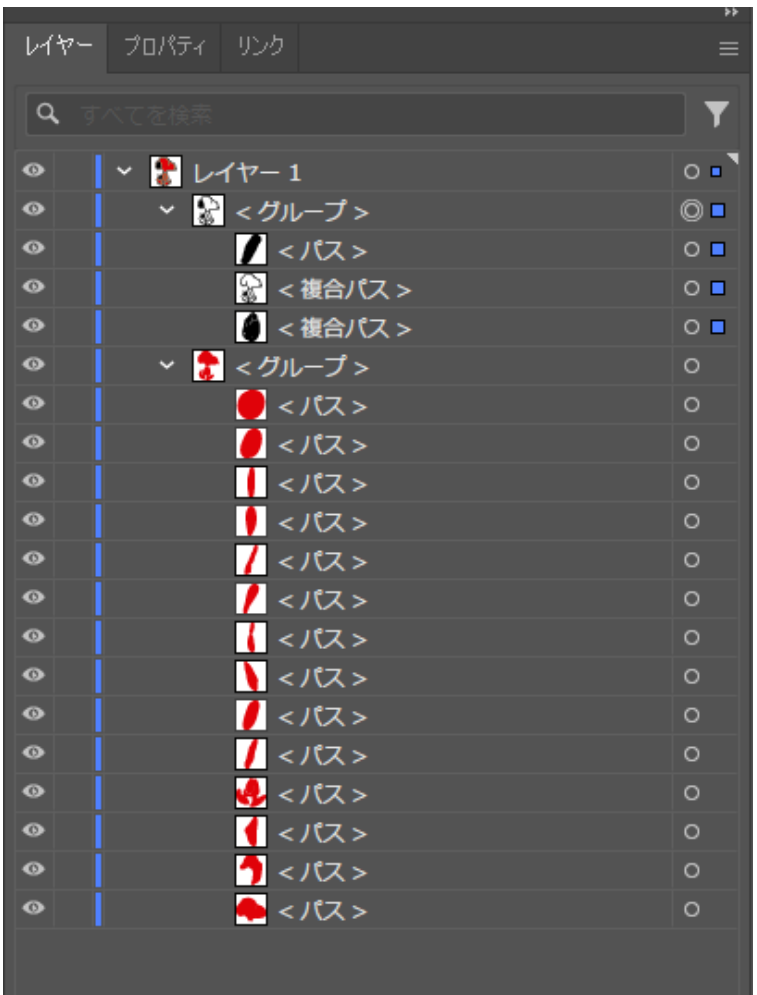 レイヤー プロパティ リンク
すべてを検索
レイヤー 1
< グループ >
< パス >
< 複合パス >
< 複合パス >
< グループ >
< パス >
< パス >
< パス >
< パス >
< パス >
< パス >
< パス >
< パス >
< パス >
< パス >
< パス >
< パス >
< パス >
< パス >